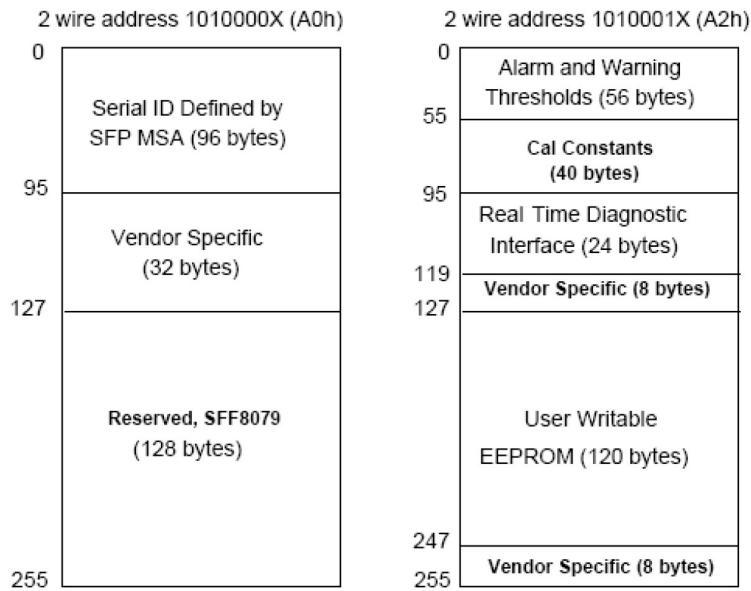 2 wire address 1010000X (A0h)
0
Serial ID Defined by
SFP MSA (96 bytes)
95
Vendor Specific
(32 bytes)
127
Reserved, SFF8079
(128 bytes)
255
2 wire address 1010001X (A2h)
0
Alarm and Warning
Thresholds (56 bytes)
55
Cal Constants
(40 bytes)
95
Real Time Diagnostic
Interface (24 bytes)
119
Vendor Specific (8 bytes)
127
User Writable
EEPROM (120 bytes)
247
Vendor Specific (8 bytes)
255